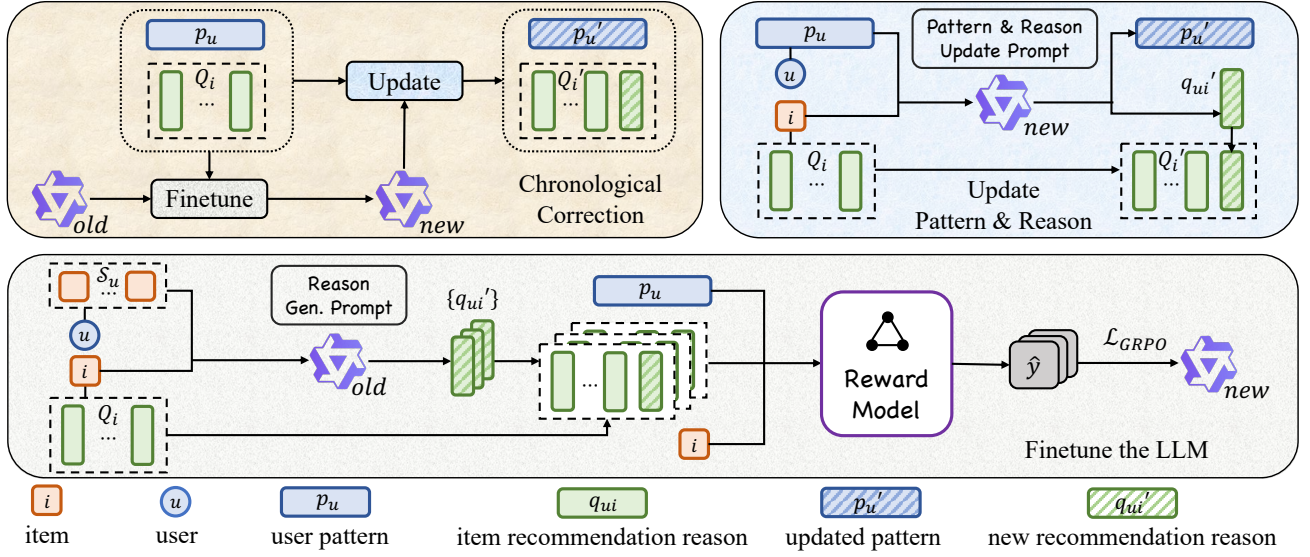 p_u
Q_i
...
Update
p_u'
Q_i'
...
Finetune
old
new
Chronological
Correction
p_u
Pattern & Reason
Update Prompt
p_u'
u
i
new
q_ui'
Q_i
...
Q_i'
...
Update
Pattern & Reason
S_u
...
u
i
Q_i
...
Reason
Gen. Prompt
old
{q_ui'}
p_u
...
i
Reward
Model
ŷ
L_GRPO
new
Finetune the LLM
i
u
p_u
q_ui
p_u'
q_ui'
item
user
user pattern
item recommendation reason
updated pattern
new recommendation reason